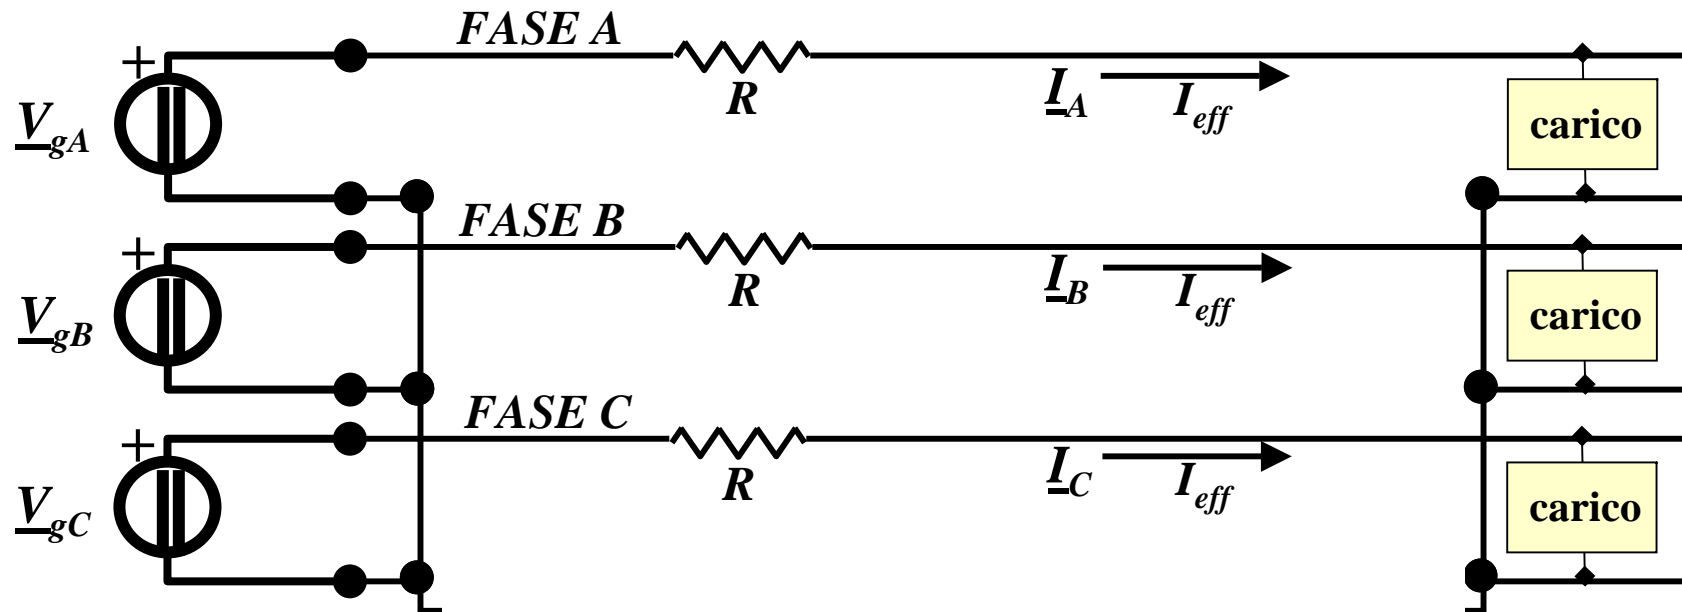 FASE A
+
R
I_A
I_eff
V_gA
carico
FASE B
+
R
I_B
I_eff
V_gB
carico
FASE C
+
R
I_C
I_eff
V_gC
carico